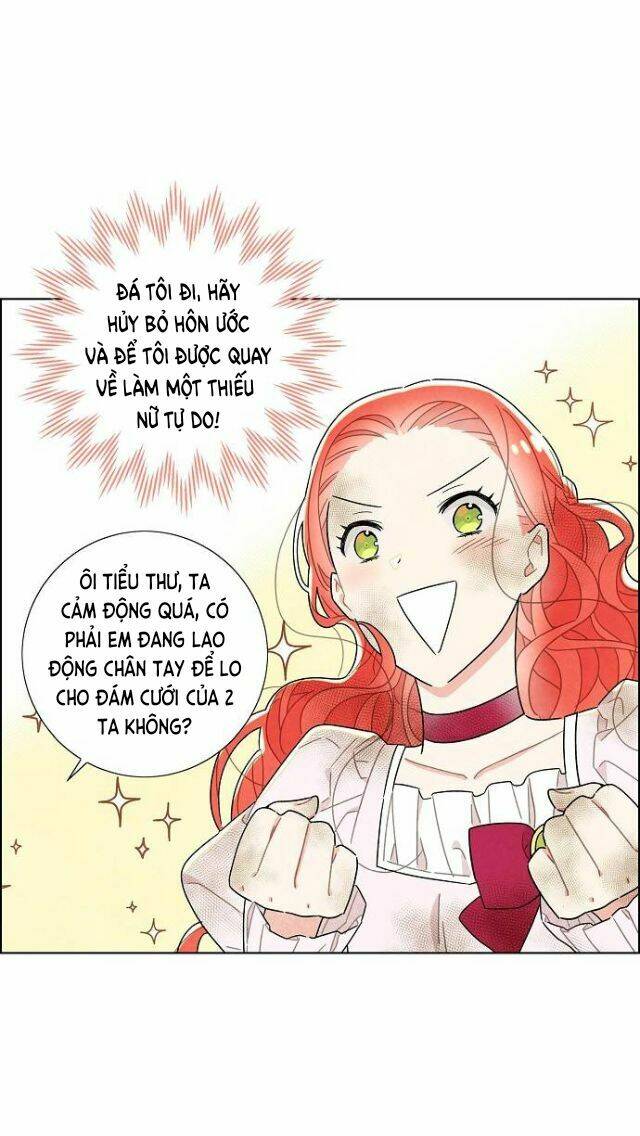 ĐÁ TÔI ĐI, HÃY
HỦY BỎ HÔN ƯỚC
VÀ ĐỂ TÔI ĐƯỢC QUAY
VỀ LÀM MỘT THIẾU
NỮ TỰ DO!
ÔI TIỂU THƯ, TA
CẢM ĐỘNG QUÁ, CÓ
PHẢI EM ĐANG LAO
ĐỘNG CHÂN TAY ĐỂ LO
CHO ĐÁM CƯỚI CỦA 2
TA KHÔNG?